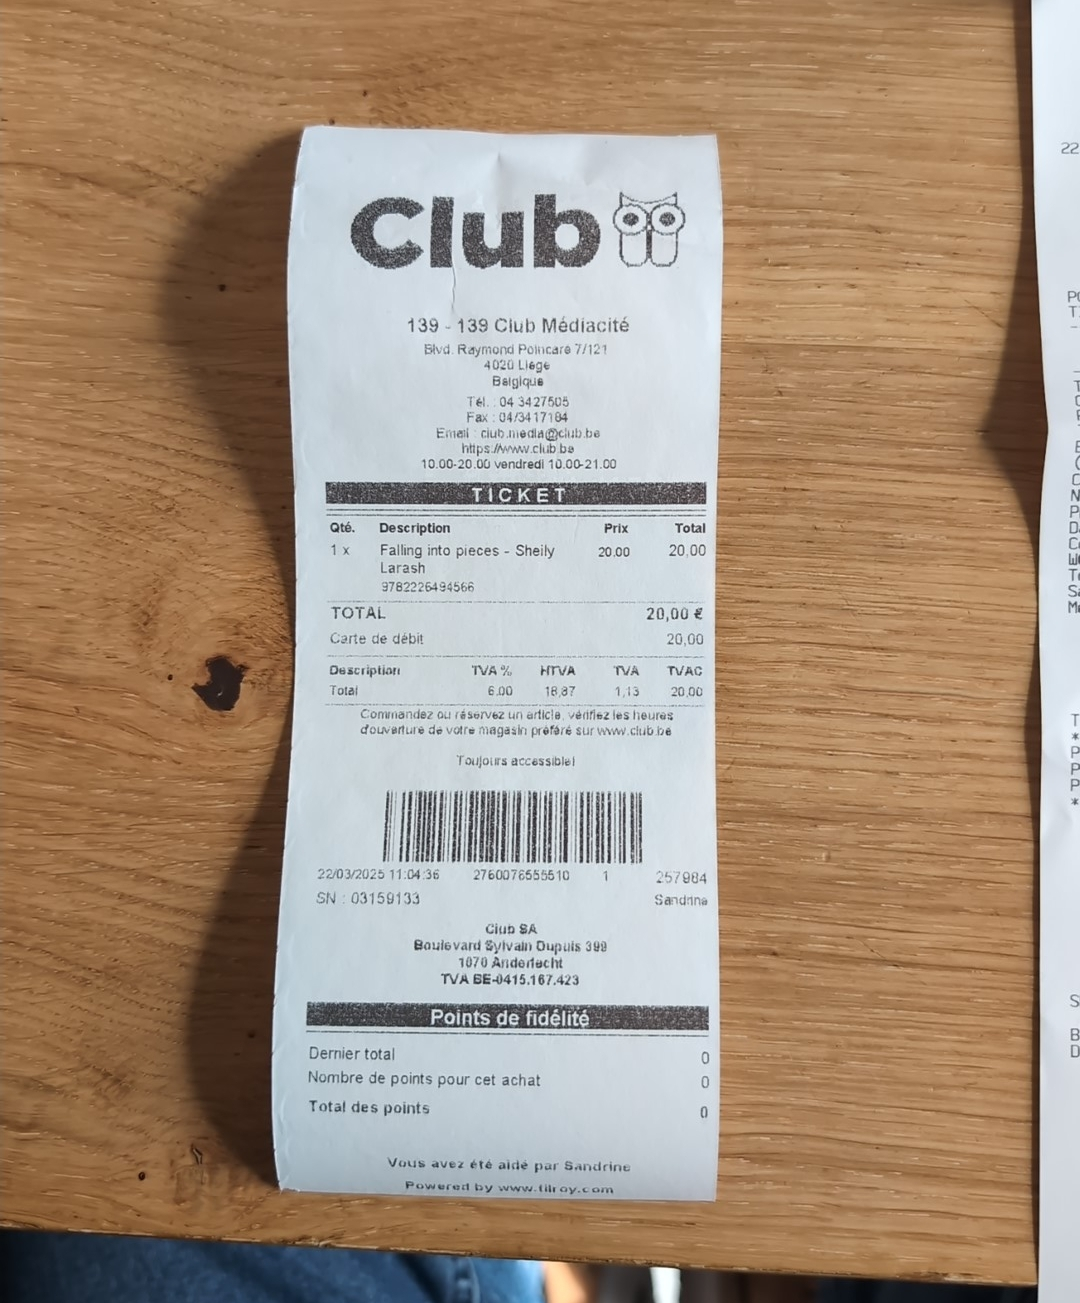 Club
139 - 139 Club Médiacité
Blvd. Raymond Poincaré 7/121
4020 Liège
Belgique
Tél. : 04 3427505
Fax : 04/3417184
Email : club.media@club.be
https://www.club.be
10.00-20.00 vendredi 10.00-21.00
TICKET
Qté. Description Prix Total
1 x Falling into pieces - Sheily 20.00 20,00
Larash
9782226494566
TOTAL 20,00 €
Carte de débit 20,00
Description TVA % HTVA TVA TVAC
Total 6.00 18,87 1,13 20,00
Commandez ou réservez un article, vérifiez les heures
d'ouverture de votre magasin préféré sur www.club.be
Toujours accessible!
22/03/2025 11:04:36 2760076555510 1 257984
SN : 03159133 Sandrine
Club SA
Boulevard Sylvain Dupuis 399
1070 Anderlecht
TVA BE-0415.167.423
Points de fidélité
Dernier total 0
Nombre de points pour cet achat 0
Total des points 0
Vous avez été aidé par Sandrine
Powered by www.tilroy.com
22